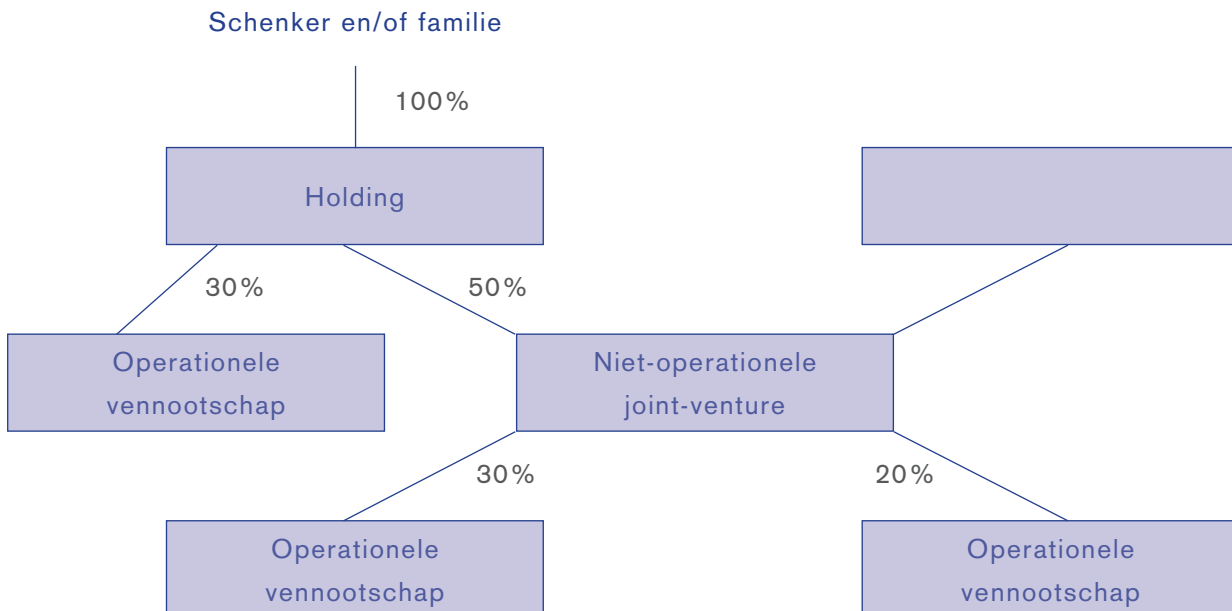 Schenker en/of familie
100%
Holding
30%
50%
Operationele
vennootschap
Niet-operationele
joint-venture
30%
20%
Operationele
vennootschap
Operationele
vennootschap